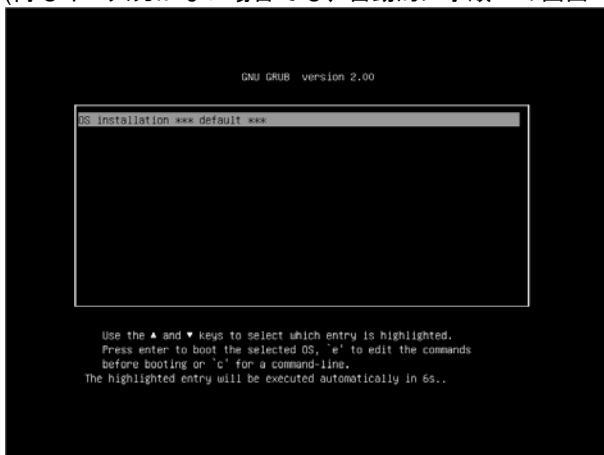 GNU GRUB version 2.00
OS installation *** default ***
Use the ▲ and ▼ keys to select which entry is highlighted.
Press enter to boot the selected OS, `e' to edit the commands
before booting or `c' for a command-line.
The highlighted entry will be executed automatically in 6s..